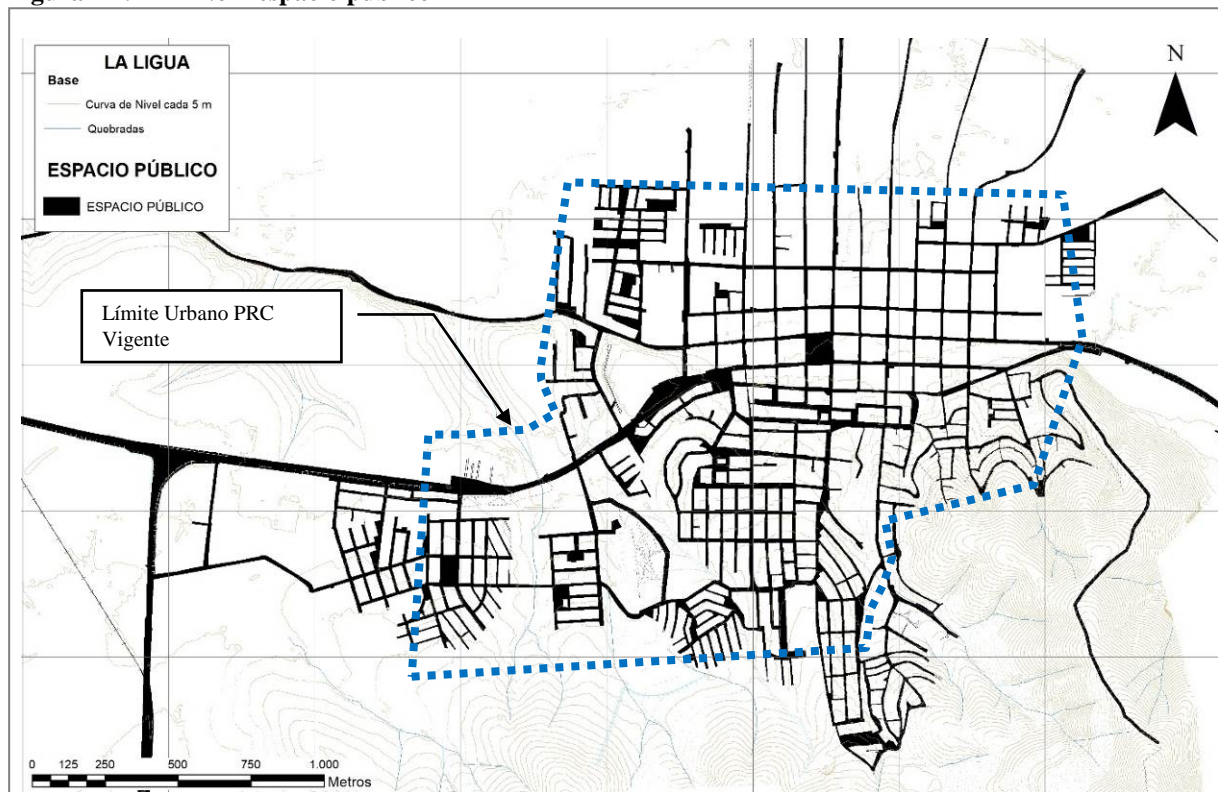 LA LIGUA
Base
Curva de Nivel cada 5 m
Quebradas
ESPACIO PÚBLICO
ESPACIO PÚBLICO
N
Límite Urbano PRC
Vigente
0 125 250 500 750 1.000
Metros